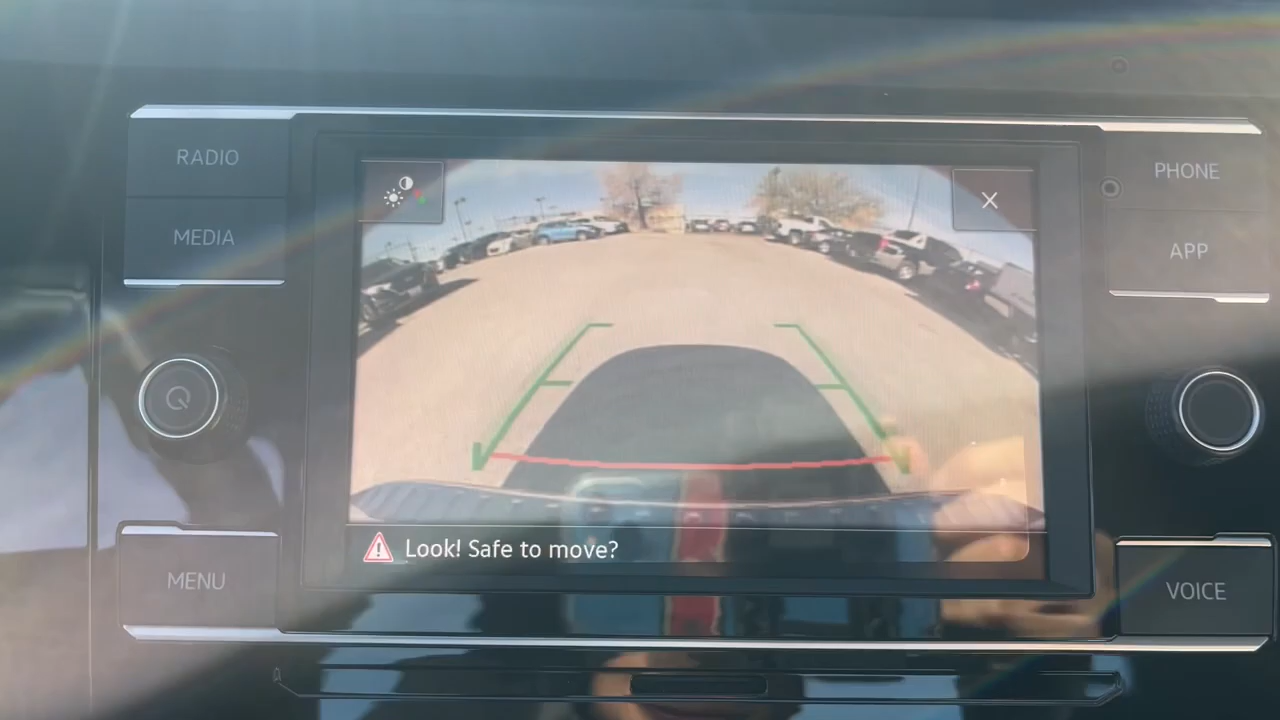 RADIO
PHONE
MEDIA
APP
Look! Safe to move?
MENU
VOICE